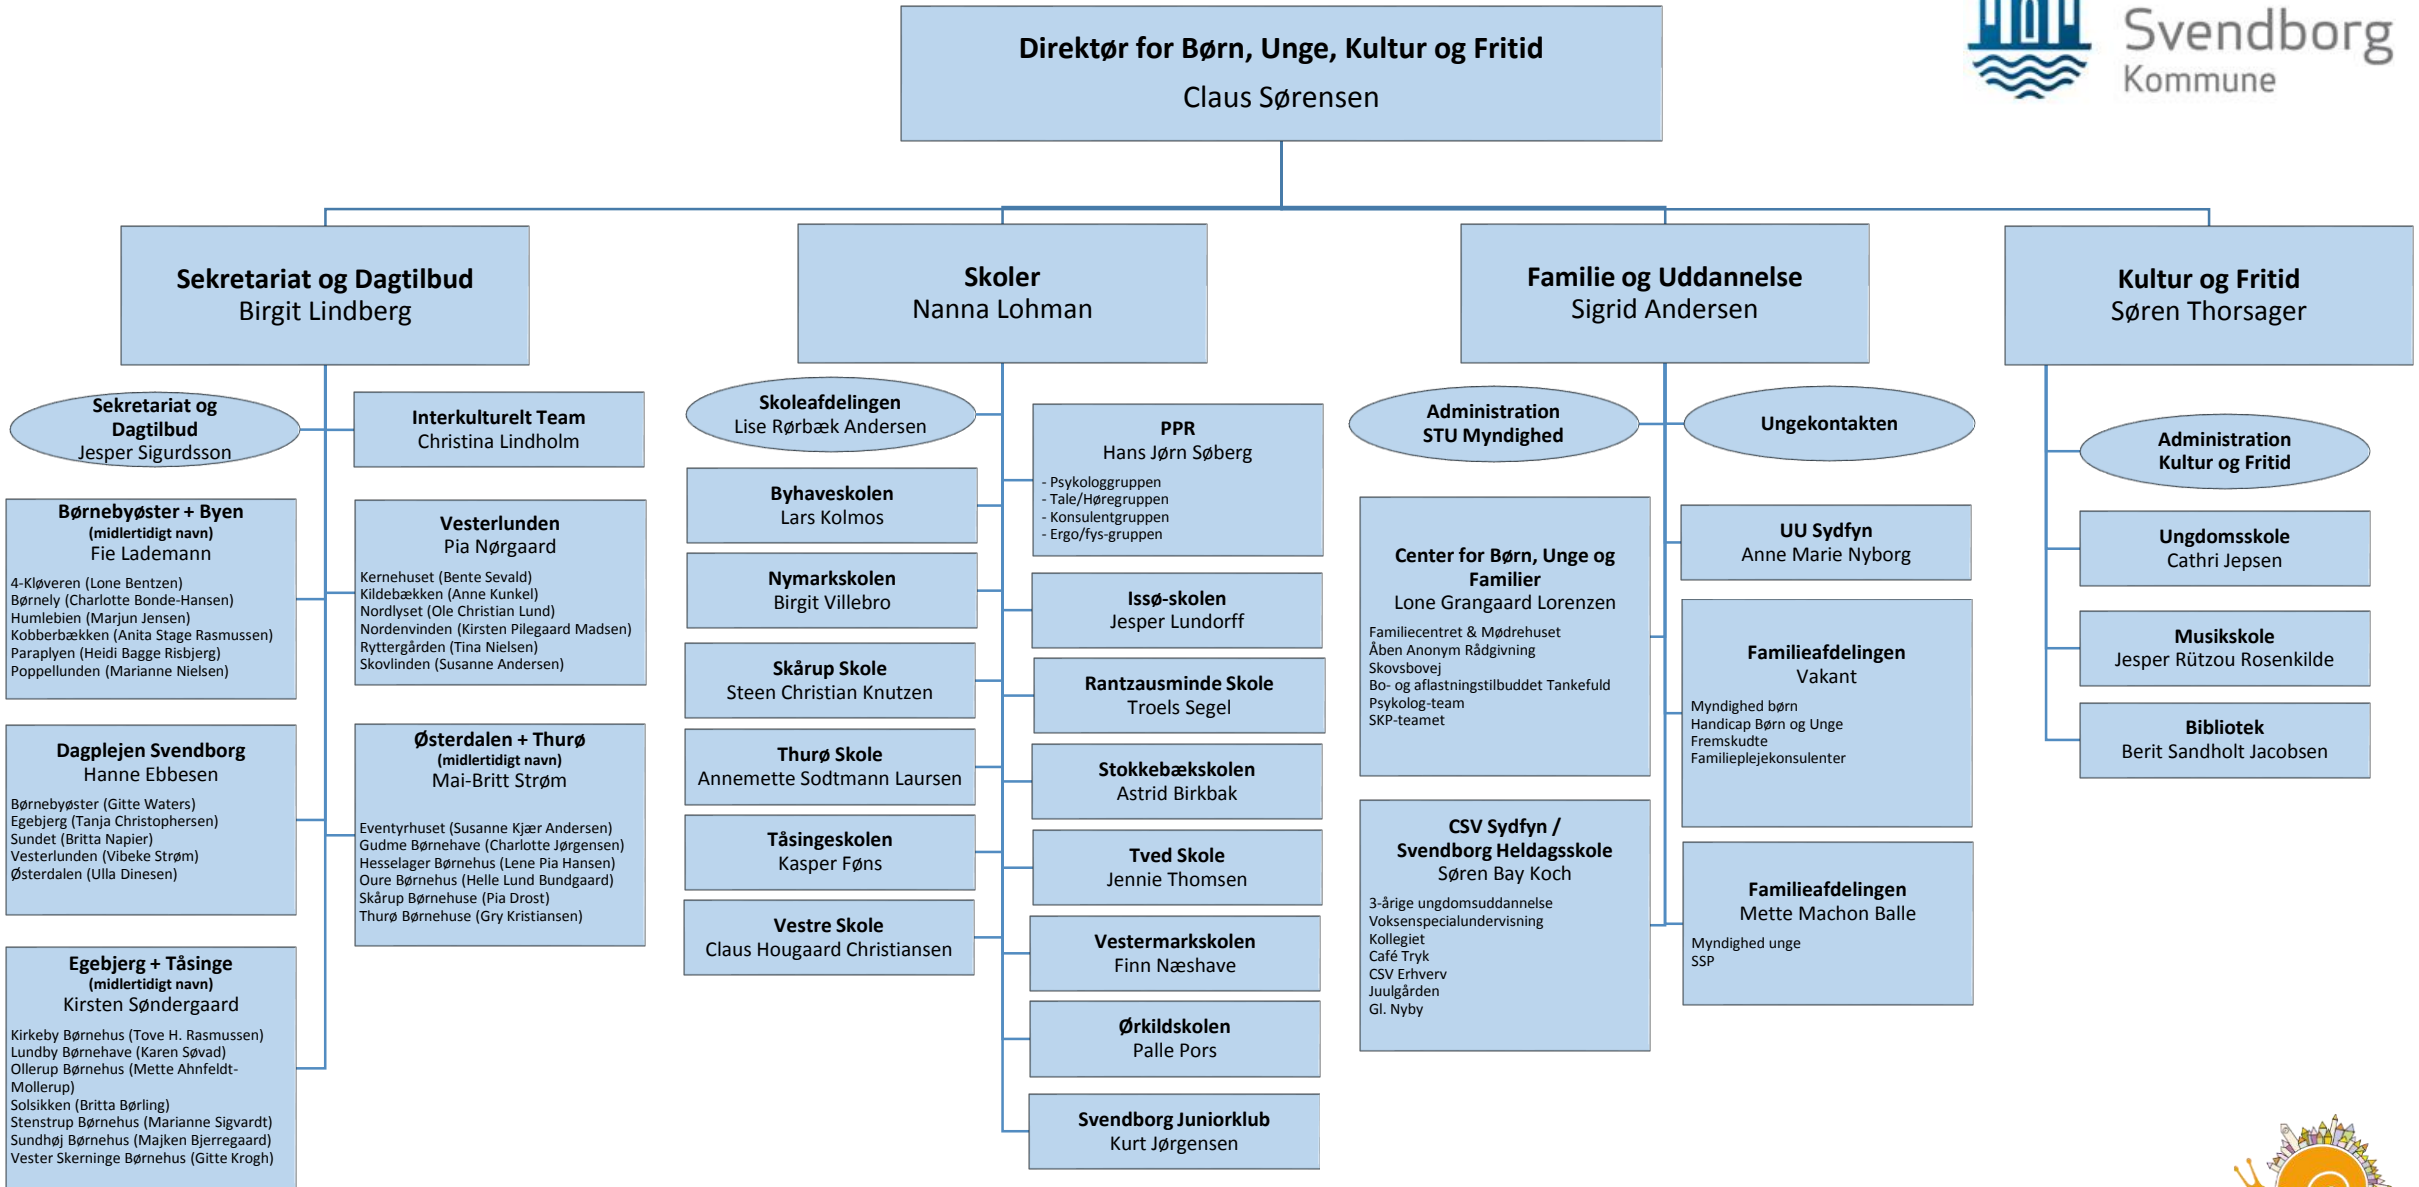 Direktør for Børn, Unge, Kultur og Fritid
Claus Sørensen
Svendborg
Kommune
Sekretariat og Dagtilbud
Birgit Lindberg
Skoler
Nanna Lohman
Familie og Uddannelse
Sigrid Andersen
Kultur og Fritid
Søren Thorsager
Sekretariat og
Dagtilbud
Jesper Sigurdsson
Interkulturelt Team
Christina Lindholm
Børnebyøster + Byen
(midlertidigt navn)
Fie Lademann
4-Kløveren (Lone Bentzen)
Børnely (Charlotte Bonde-Hansen)
Humlebien (Marjun Jensen)
Kobberbækken (Anita Stage Rasmussen)
Paraplyen (Heidi Bagge Risbjerg)
Poppellunden (Marianne Nielsen)
Vesterlunden
Pia Nørgaard
Kernehuset (Bente Sevald)
Kildebækken (Anne Kunkel)
Nordlyset (Ole Christian Lund)
Nordenvinden (Kirsten Pilegaard Madsen)
Ryttergården (Tina Nielsen)
Skovlinden (Susanne Andersen)
Dagplejen Svendborg
Hanne Ebbesen
Børnebyøster (Gitte Waters)
Egebjerg (Tanja Christophersen)
Sundet (Britta Napier)
Vesterlunden (Vibeke Strøm)
Østerdalen (Ulla Dinesen)
Østerdalen + Thurø
(midlertidigt navn)
Mai-Britt Strøm
Eventyrhuset (Susanne Kjær Andersen)
Gudme Børnehave (Charlotte Jørgensen)
Hesselager Børnehus (Lene Pia Hansen)
Oure Børnehus (Helle Lund Bundgaard)
Skårup Børnehuse (Pia Drost)
Thurø Børnehuse (Gry Kristiansen)
Egebjerg + Tåsinge
(midlertidigt navn)
Kirsten Søndergaard
Kirkeby Børnehus (Tove H. Rasmussen)
Lundby Børnehave (Karen Søvad)
Ollerup Børnehus (Mette Ahnfeldt-
Mollerup)
Solsikken (Britta Børling)
Stenstrup Børnehus (Marianne Sigvardt)
Sundhøj Børnehus (Majken Bjerregaard)
Vester Skerninge Børnehus (Gitte Krogh)
Skoleafdelingen
Lise Rørbæk Andersen
PPR
Hans Jørn Søberg
- Psykologgruppen
- Tale/Høregruppen
- Konsulentgruppen
- Ergo/fys-gruppen
Byhaveskolen
Lars Kolmos
Nymarkskolen
Birgit Villebro
Issø-skolen
Jesper Lundorff
Skårup Skole
Steen Christian Knutzen
Rantzausminde Skole
Troels Segel
Thurø Skole
Annemette Sodtmann Laursen
Stokkebækskolen
Astrid Birkbak
Tåsingeskolen
Kasper Føns
Tved Skole
Jennie Thomsen
Vestre Skole
Claus Hougaard Christiansen
Vestermarkskolen
Finn Næshave
Ørkildskolen
Palle Pors
Svendborg Juniorklub
Kurt Jørgensen
Administration
STU Myndighed
Ungekontakten
Center for Børn, Unge og
Familier
Lone Grangaard Lorenzen
Familiecentret & Mødrehuset
Åben Anonym Rådgivning
Skovsbovej
Bo- og aflastningstilbuddet Tankefuld
Psykolog-team
SKP-teamet
UU Sydfyn
Anne Marie Nyborg
Familieafdelingen
Vakant
Myndighed børn
Handicap Børn og Unge
Fremskudte
Familieplejekonsulenter
CSV Sydfyn /
Svendborg Heldagsskole
Søren Bay Koch
3-årige ungdomsuddannelse
Voksenspecialundervisning
Kollegiet
Café Tryk
CSV Erhverv
Juulgården
Gl. Nyby
Familieafdelingen
Mette Machon Balle
Myndighed unge
SSP
Administration
Kultur og Fritid
Ungdomsskole
Cathri Jepsen
Musikskole
Jesper Rützou Rosenkilde
Bibliotek
Berit Sandholt Jacobsen